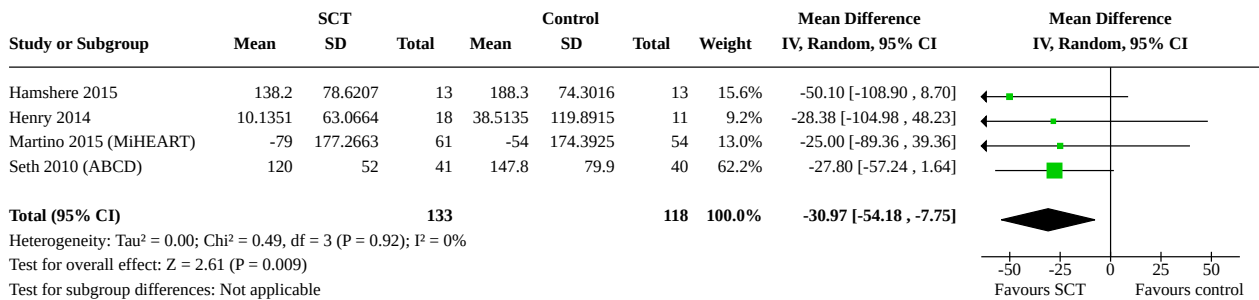 SCT Control Mean Difference Mean Difference
Study or Subgroup Mean SD Total Mean SD Total Weight IV, Random, 95% CI IV, Random, 95% CI
Hamshere 2015 138.2 78.6207 13 188.3 74.3016 13 15.6% -50.10 [-108.90 , 8.70]
Henry 2014 10.1351 63.0664 18 38.5135 119.8915 11 9.2% -28.38 [-104.98 , 48.23]
Martino 2015 (MiHEART) -79 177.2663 61 -54 174.3925 54 13.0% -25.00 [-89.36 , 39.36]
Seth 2010 (ABCD) 120 52 41 147.8 79.9 40 62.2% -27.80 [-57.24 , 1.64]
Total (95% CI) 133 118 100.0% -30.97 [-54.18 , -7.75]
Heterogeneity: Tau² = 0.00; Chi² = 0.49, df = 3 (P = 0.92); I² = 0%
Test for overall effect: Z = 2.61 (P = 0.009) -50 -25 0 25 50
Test for subgroup differences: Not applicable Favours SCT Favours control